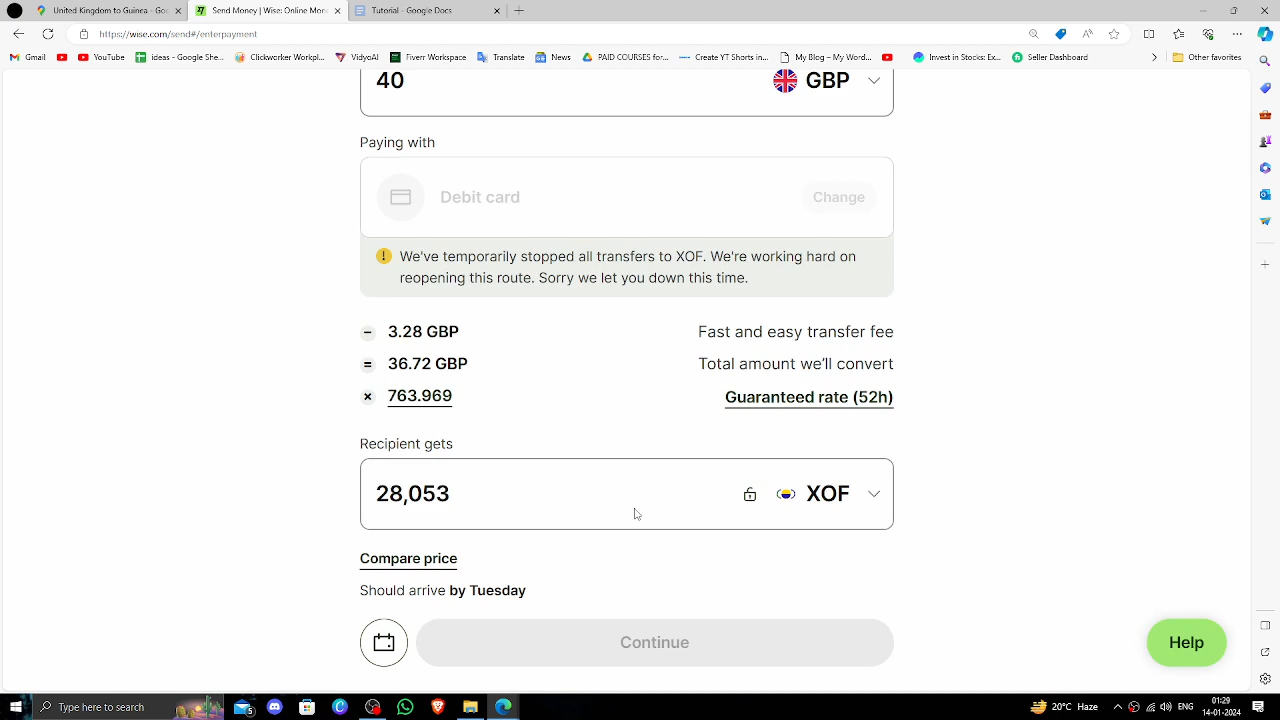 United Kingdom to Guinea - Goo
Send Money | Wise: Online Mone
Tutorial - Google Docs
https://wise.com/send#/enterpayment
Gmail
YouTube
ideas - Google She...
Clickworker Workpl...
VidyoAI
Fiverr Workspace
Translate
News
PAID COURSES for...
Create YT Shorts in...
My Blog – My Word...
Invest in Stocks: Ex...
Seller Dashboard
Other favorites
40
GBP
Paying with
Debit card
Change
We've temporarily stopped all transfers to XOF. We're working hard on
reopening this route. Sorry we let you down this time.
3.28 GBP
Fast and easy transfer fee
36.72 GBP
Total amount we'll convert
763.969
Guaranteed rate (52h)
Recipient gets
28,053
XOF
Compare price
Should arrive by Tuesday
Continue
Help
Type here to search
5
20°C Haze
ENG
01:29
14-01-2024